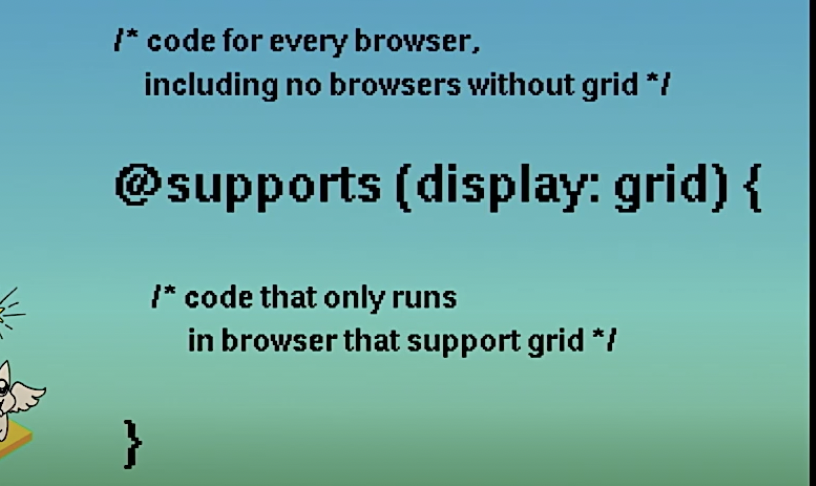 /* code for every browser,
including no browsers without grid */
@supports (display: grid) {
/* code that only runs
in browser that support grid */
}